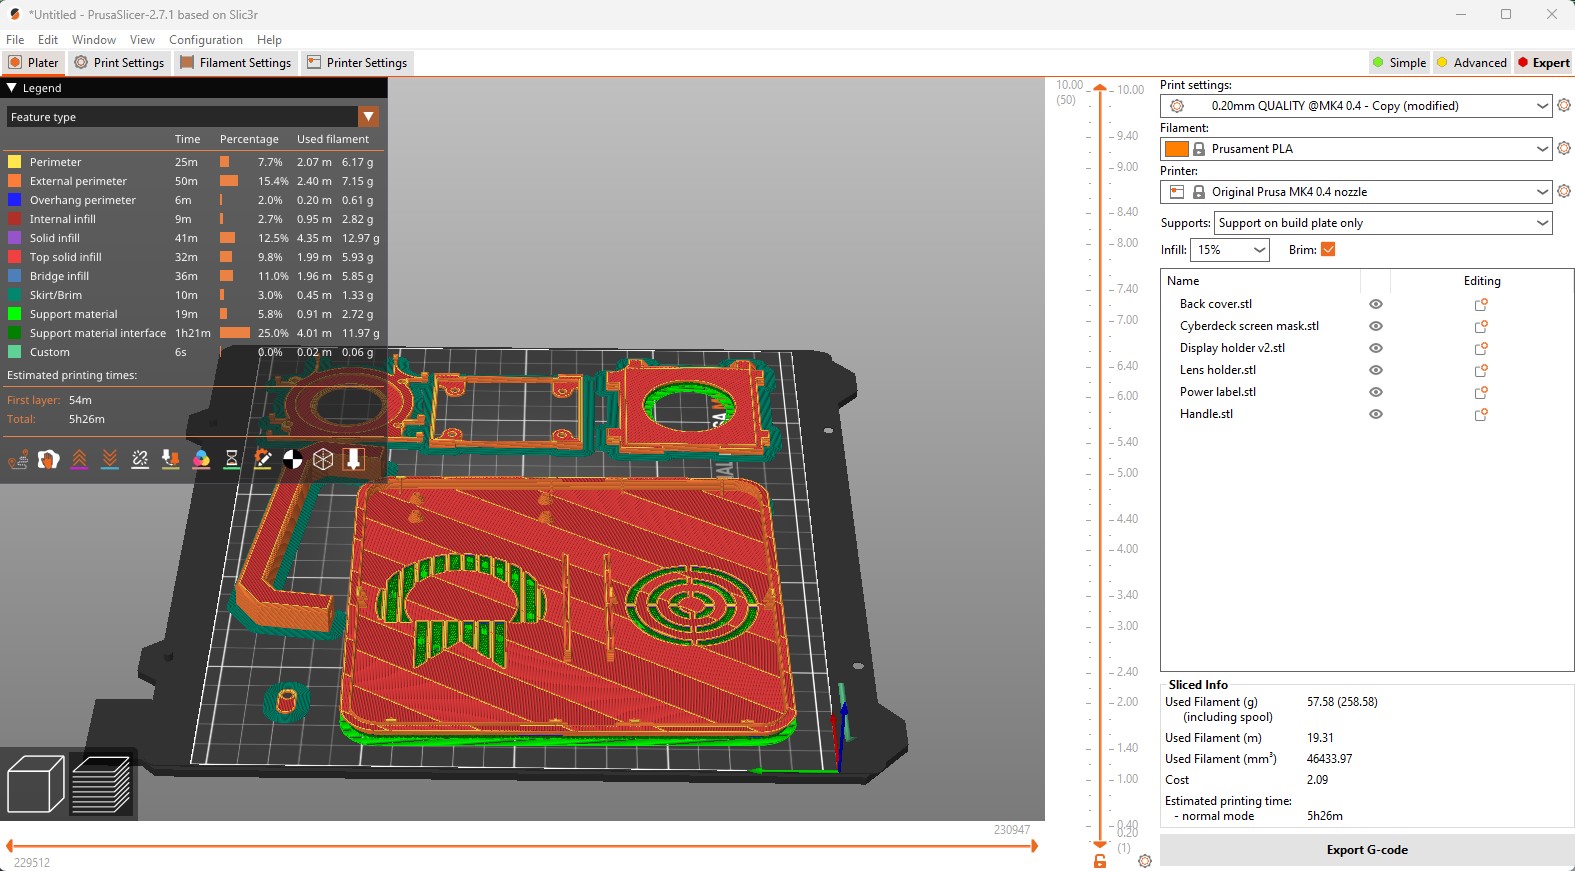 *Untitled - PrusaSlicer-2.7.1 based on Slic3r
File Edit Window View Configuration Help
Plater Print Settings Filament Settings Printer Settings Simple Advanced Expert
Legend
Feature type
Time Percentage Used filament
Perimeter 25m 7.7% 2.07 m 6.17 g
External perimeter 50m 15.4% 2.40 m 7.15 g
Overhang perimeter 6m 2.0% 0.20 m 0.61 g
Internal infill 9m 2.7% 0.95 m 2.82 g
Solid infill 41m 12.5% 4.35 m 12.97 g
Top solid infill 32m 9.8% 1.99 m 5.93 g
Bridge infill 36m 11.0% 1.96 m 5.85 g
Skirt/Brim 10m 3.0% 0.45 m 1.33 g
Support material 19m 5.8% 0.91 m 2.72 g
Support material interface 1h21m 25.0% 4.01 m 11.97 g
Custom 6s 0.0% 0.02 m 0.06 g
Estimated printing times:
First layer: 54m
Total: 5h26m
10.00
(50)
10.00
9.40
9.00
8.40
8.00
7.40
7.00
6.40
6.00
5.40
5.00
4.40
4.00
3.40
3.00
2.40
2.00
1.40
1.00
0.40
0.20
(1)
230947
229512
Print settings:
0.20mm QUALITY @MK4 0.4 - Copy (modified)
Filament:
Prusament PLA
Printer:
Original Prusa MK4 0.4 nozzle
Supports: Support on build plate only
Infill: 15% Brim:
Name Editing
Back cover.stl
Cyberdeck screen mask.stl
Display holder v2.stl
Lens holder.stl
Power label.stl
Handle.stl
Sliced Info
Used Filament (g) 57.58 (258.58)
(including spool)
Used Filament (m) 19.31
Used Filament (mm³) 46433.97
Cost 2.09
Estimated printing time:
- normal mode 5h26m
Export G-code